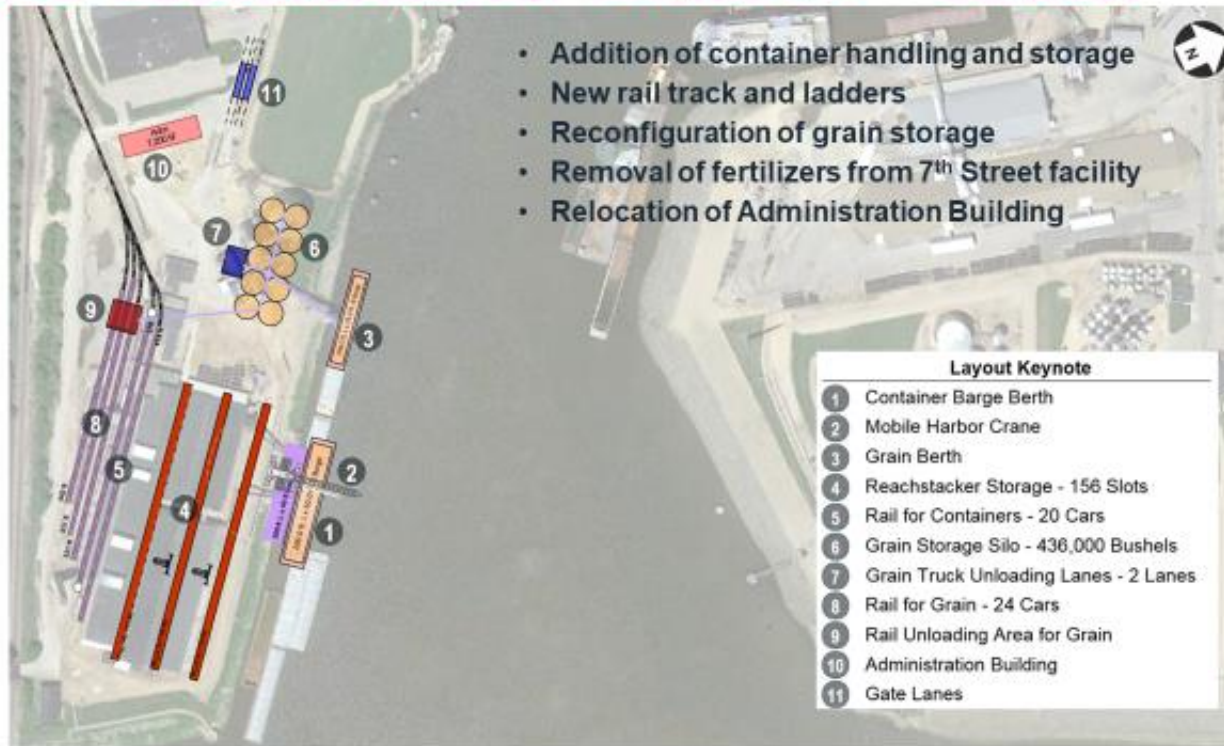 • Addition of container handling and storage
• New rail track and ladders
• Reconfiguration of grain storage
• Removal of fertilizers from 7th Street facility
• Relocation of Administration Building
N
11
10
7
6
9
3
8
5
4
2
1
Layout Keynote
1 Container Barge Berth
2 Mobile Harbor Crane
3 Grain Berth
4 Reachstacker Storage - 156 Slots
5 Rail for Containers - 20 Cars
6 Grain Storage Silo - 436,000 Bushels
7 Grain Truck Unloading Lanes - 2 Lanes
8 Rail for Grain - 24 Cars
9 Rail Unloading Area for Grain
10 Administration Building
11 Gate Lanes